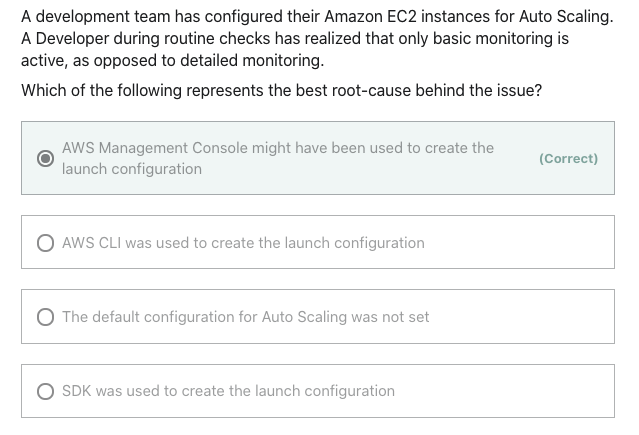 A development team has configured their Amazon EC2 instances for Auto Scaling.
A Developer during routine checks has realized that only basic monitoring is
active, as opposed to detailed monitoring.
Which of the following represents the best root-cause behind the issue?
AWS Management Console might have been used to create the
launch configuration
(Correct)
AWS CLI was used to create the launch configuration
The default configuration for Auto Scaling was not set
SDK was used to create the launch configuration